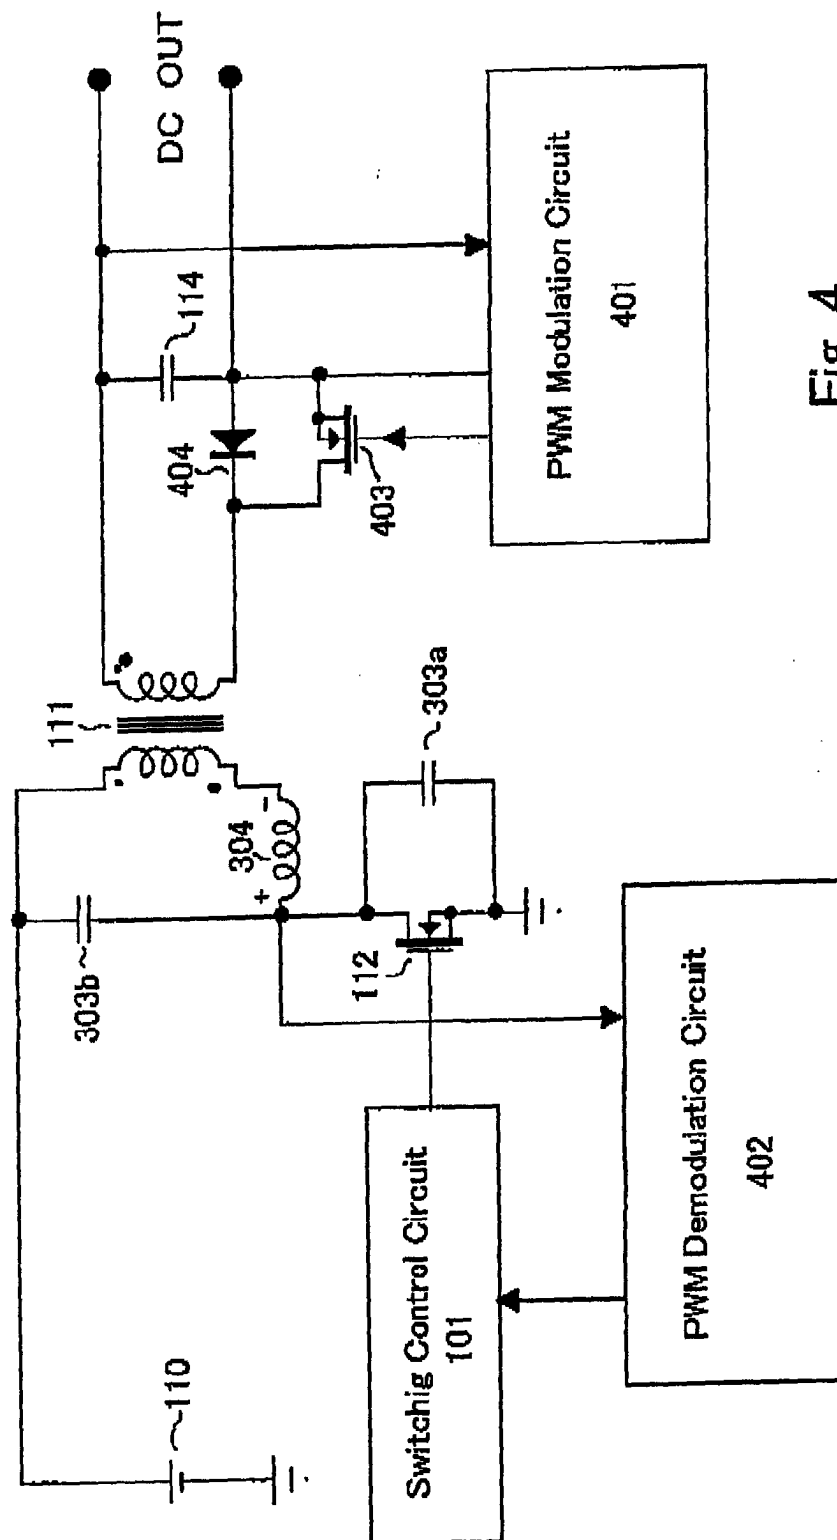 110
303b
+
−
304
111
112
303a
Switchig Control Circuit
101
PWM Demodulation Circuit
402
404
114
403
DC OUT
PWM Modulation Circuit
401
Fig. 4